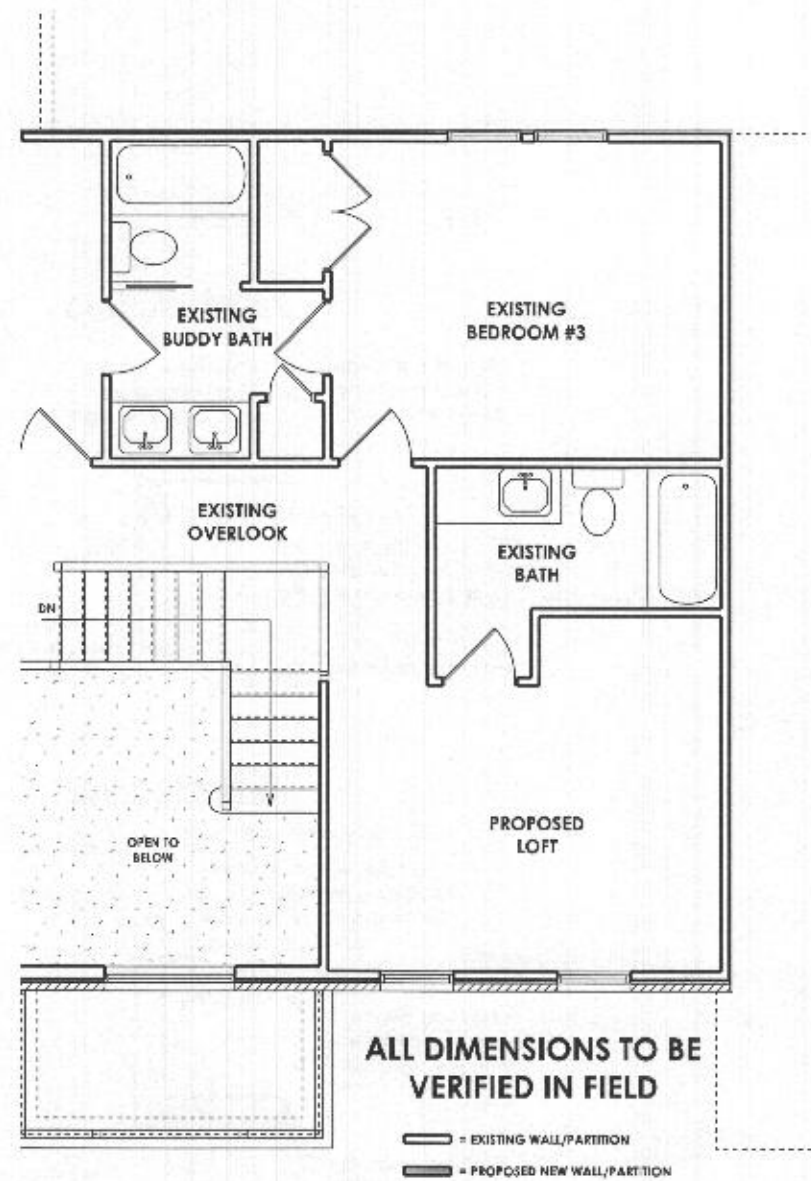 EXISTING
BUDDY BATH
EXISTING
BEDROOM #3
EXISTING
OVERLOOK
EXISTING
BATH
DN
PROPOSED
LOFT
OPEN TO
BELOW
ALL DIMENSIONS TO BE
VERIFIED IN FIELD
= EXISTING WALL/PARTITION
= PROPOSED NEW WALL/PARTITION